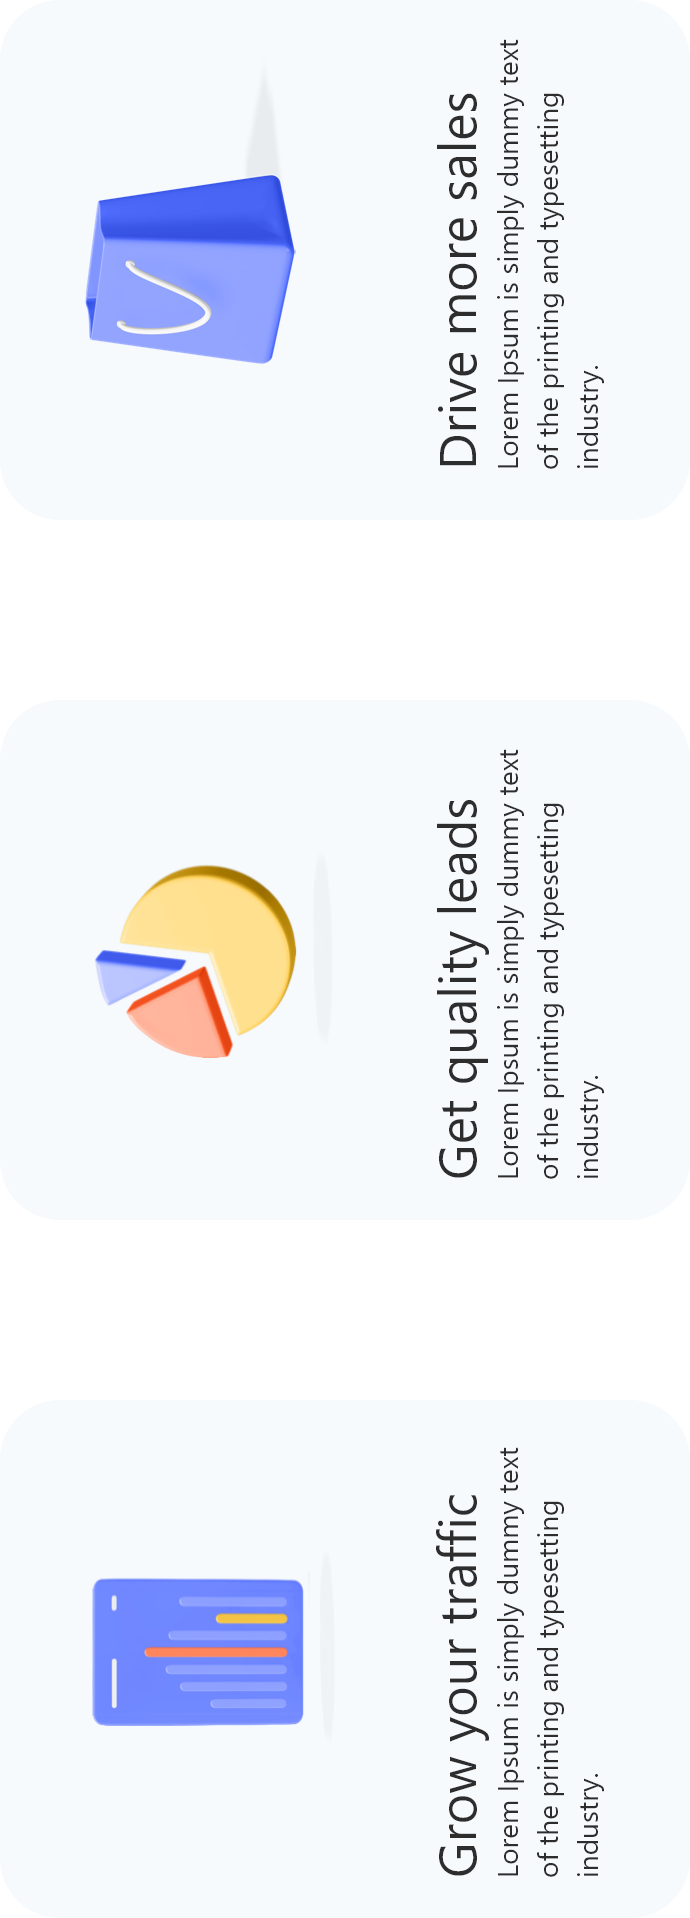 Grow your traffic
Lorem Ipsum is simply dummy text
of the printing and typesetting
industry.
Get quality leads
Lorem Ipsum is simply dummy text
of the printing and typesetting
industry.
Drive more sales
Lorem Ipsum is simply dummy text
of the printing and typesetting
industry.